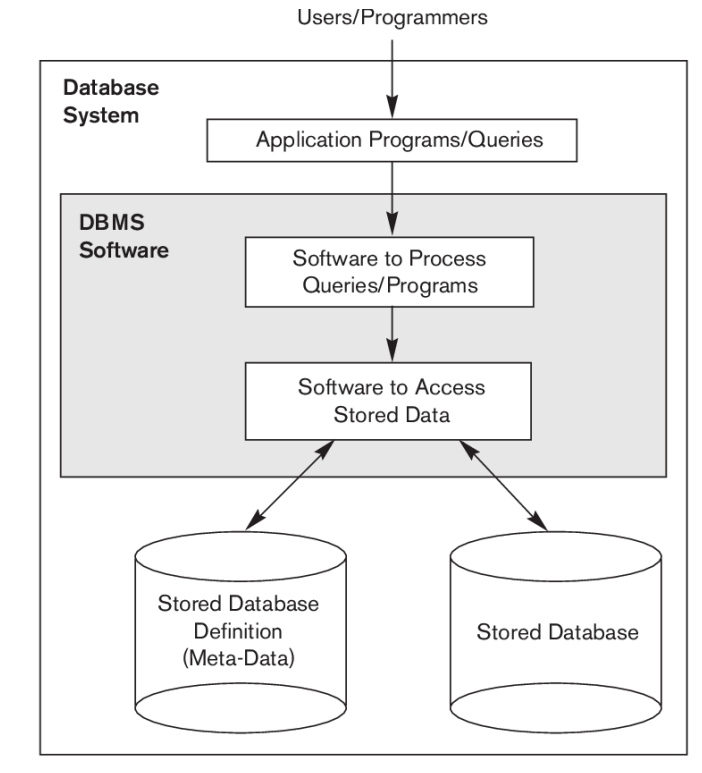 Users/Programmers
Database
System
Application Programs/Queries
DBMS
Software
Software to Process
Queries/Programs
Software to Access
Stored Data
Stored Database
Definition
(Meta-Data)
Stored Database